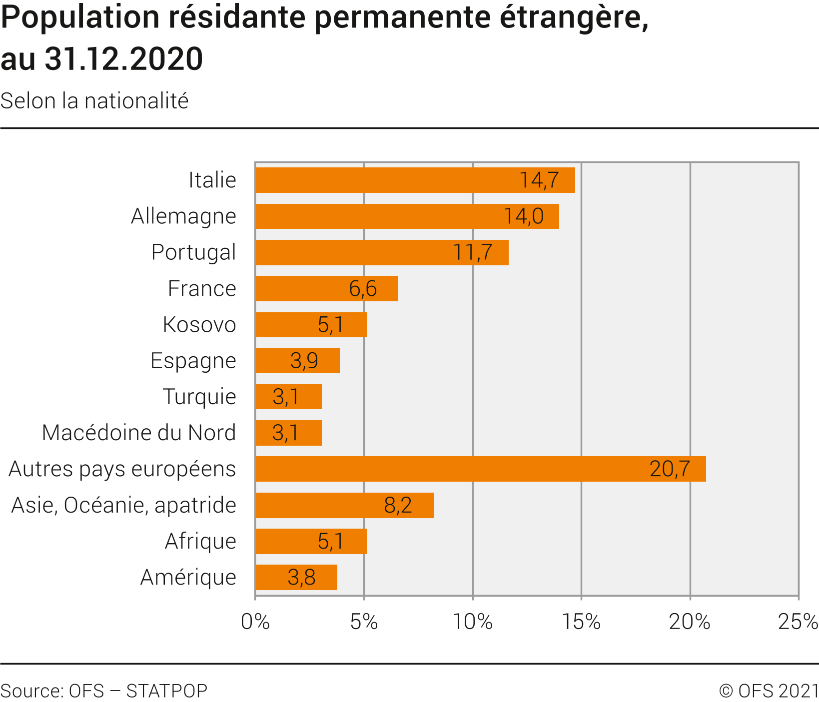 Population résidante permanente étrangère,
au 31.12.2020
Selon la nationalité
Italie 14,7
Allemagne 14,0
Portugal 11,7
France 6,6
Kosovo 5,1
Espagne 3,9
Turquie 3,1
Macédoine du Nord 3,1
Autres pays européens 20,7
Asie, Océanie, apatride 8,2
Afrique 5,1
Amérique 3,8
0% 5% 10% 15% 20% 25%
Source: OFS – STATPOP © OFS 2021